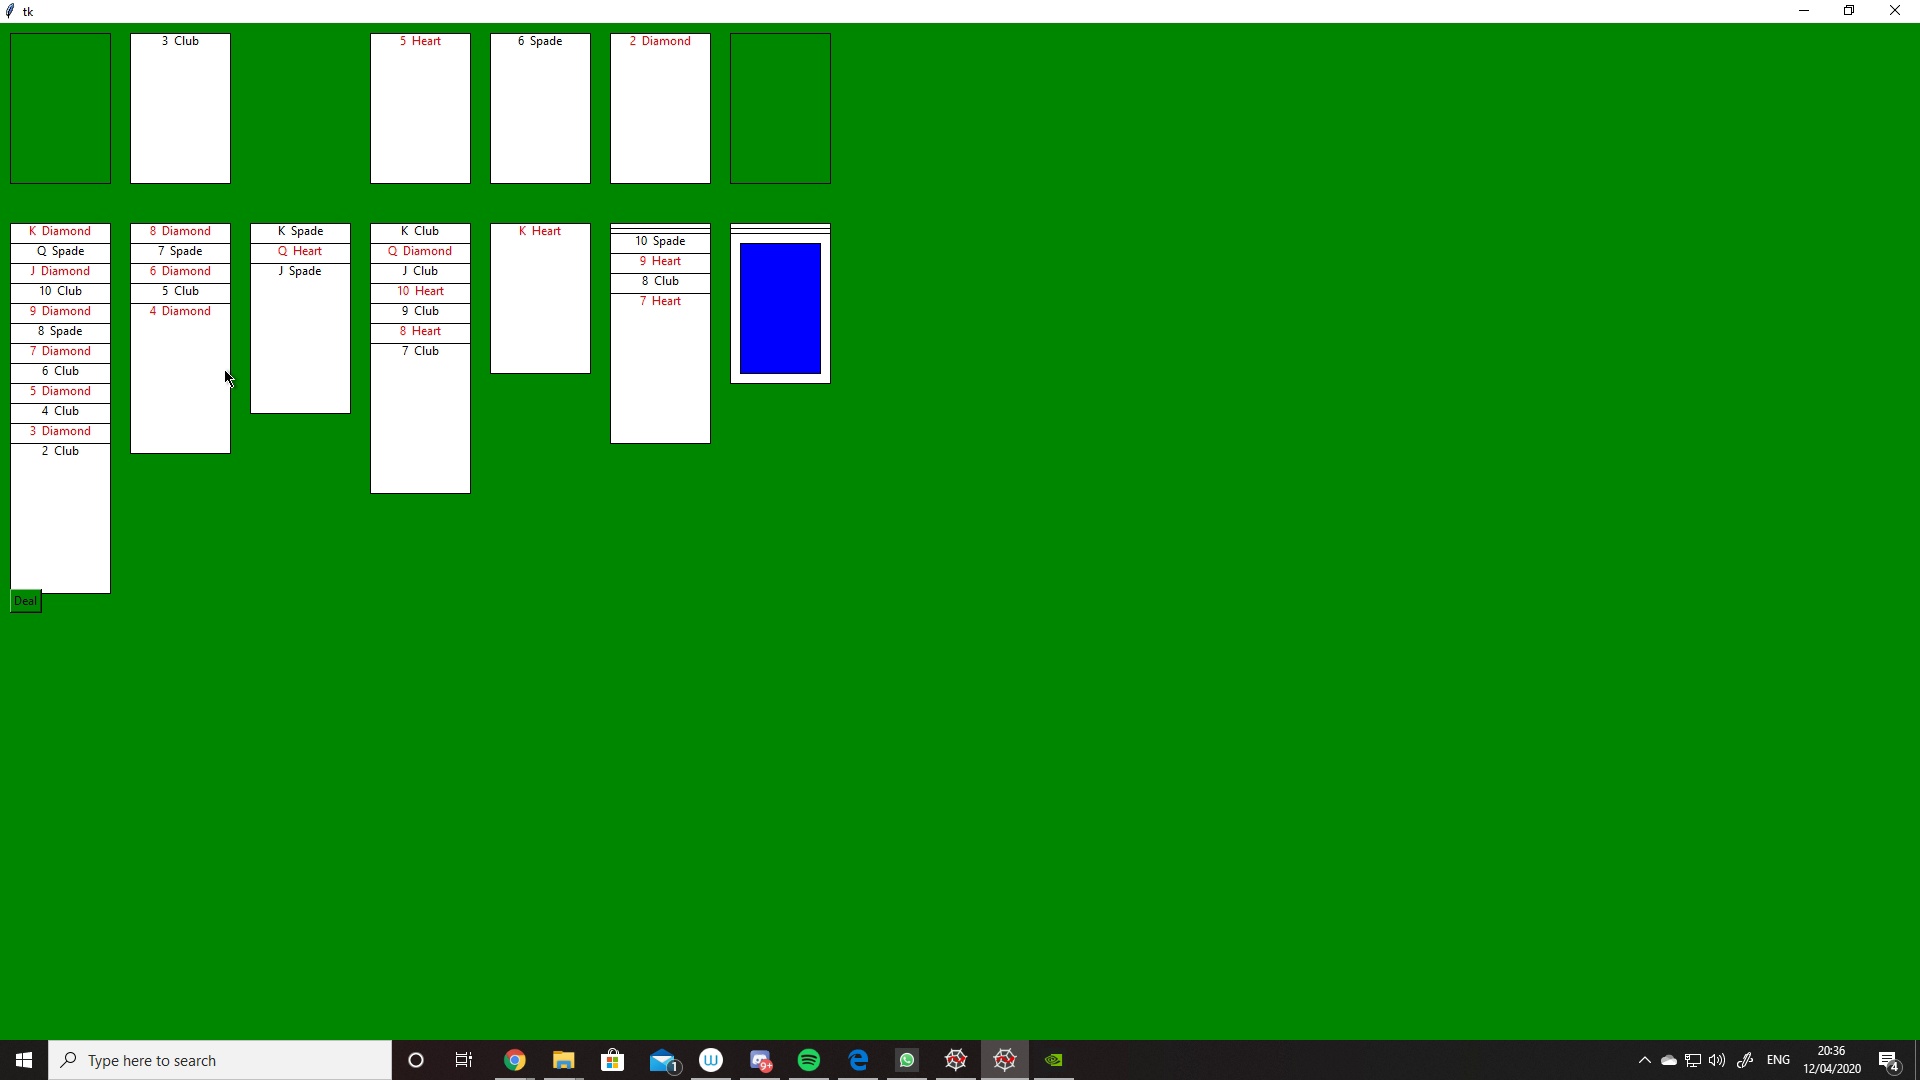 tk
3 Club
5 Heart
6 Spade
2 Diamond
K Diamond
Q Spade
J Diamond
10 Club
9 Diamond
8 Spade
7 Diamond
6 Club
5 Diamond
4 Club
3 Diamond
2 Club
8 Diamond
7 Spade
6 Diamond
5 Club
4 Diamond
K Spade
Q Heart
J Spade
K Club
Q Diamond
J Club
10 Heart
9 Club
8 Heart
7 Club
K Heart
10 Spade
9 Heart
8 Club
7 Heart
Deal
Type here to search
1
W
9+
ENG
20:36
12/04/2020
4